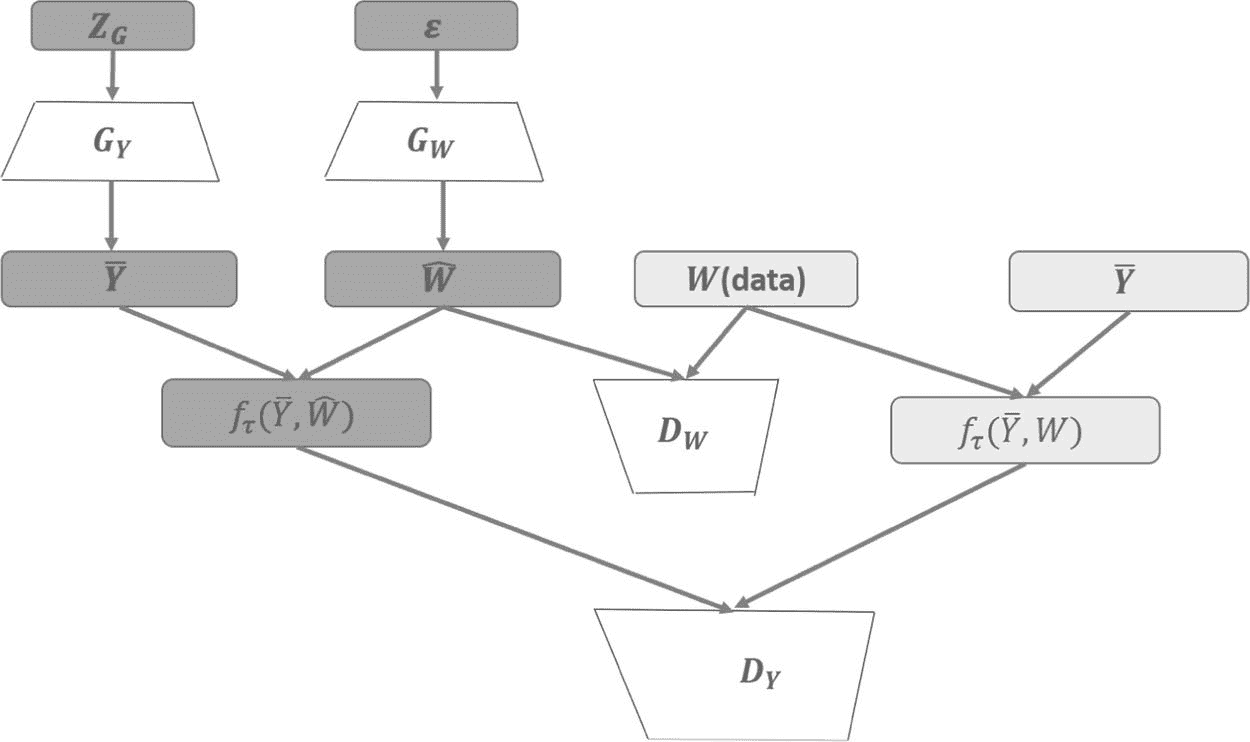 Z_G
ε
G_Y
G_W
Ȳ
Ŵ
W(data)
Ȳ
f_τ(Ȳ,Ŵ)
D_W
f_τ(Ȳ,W)
D_Y